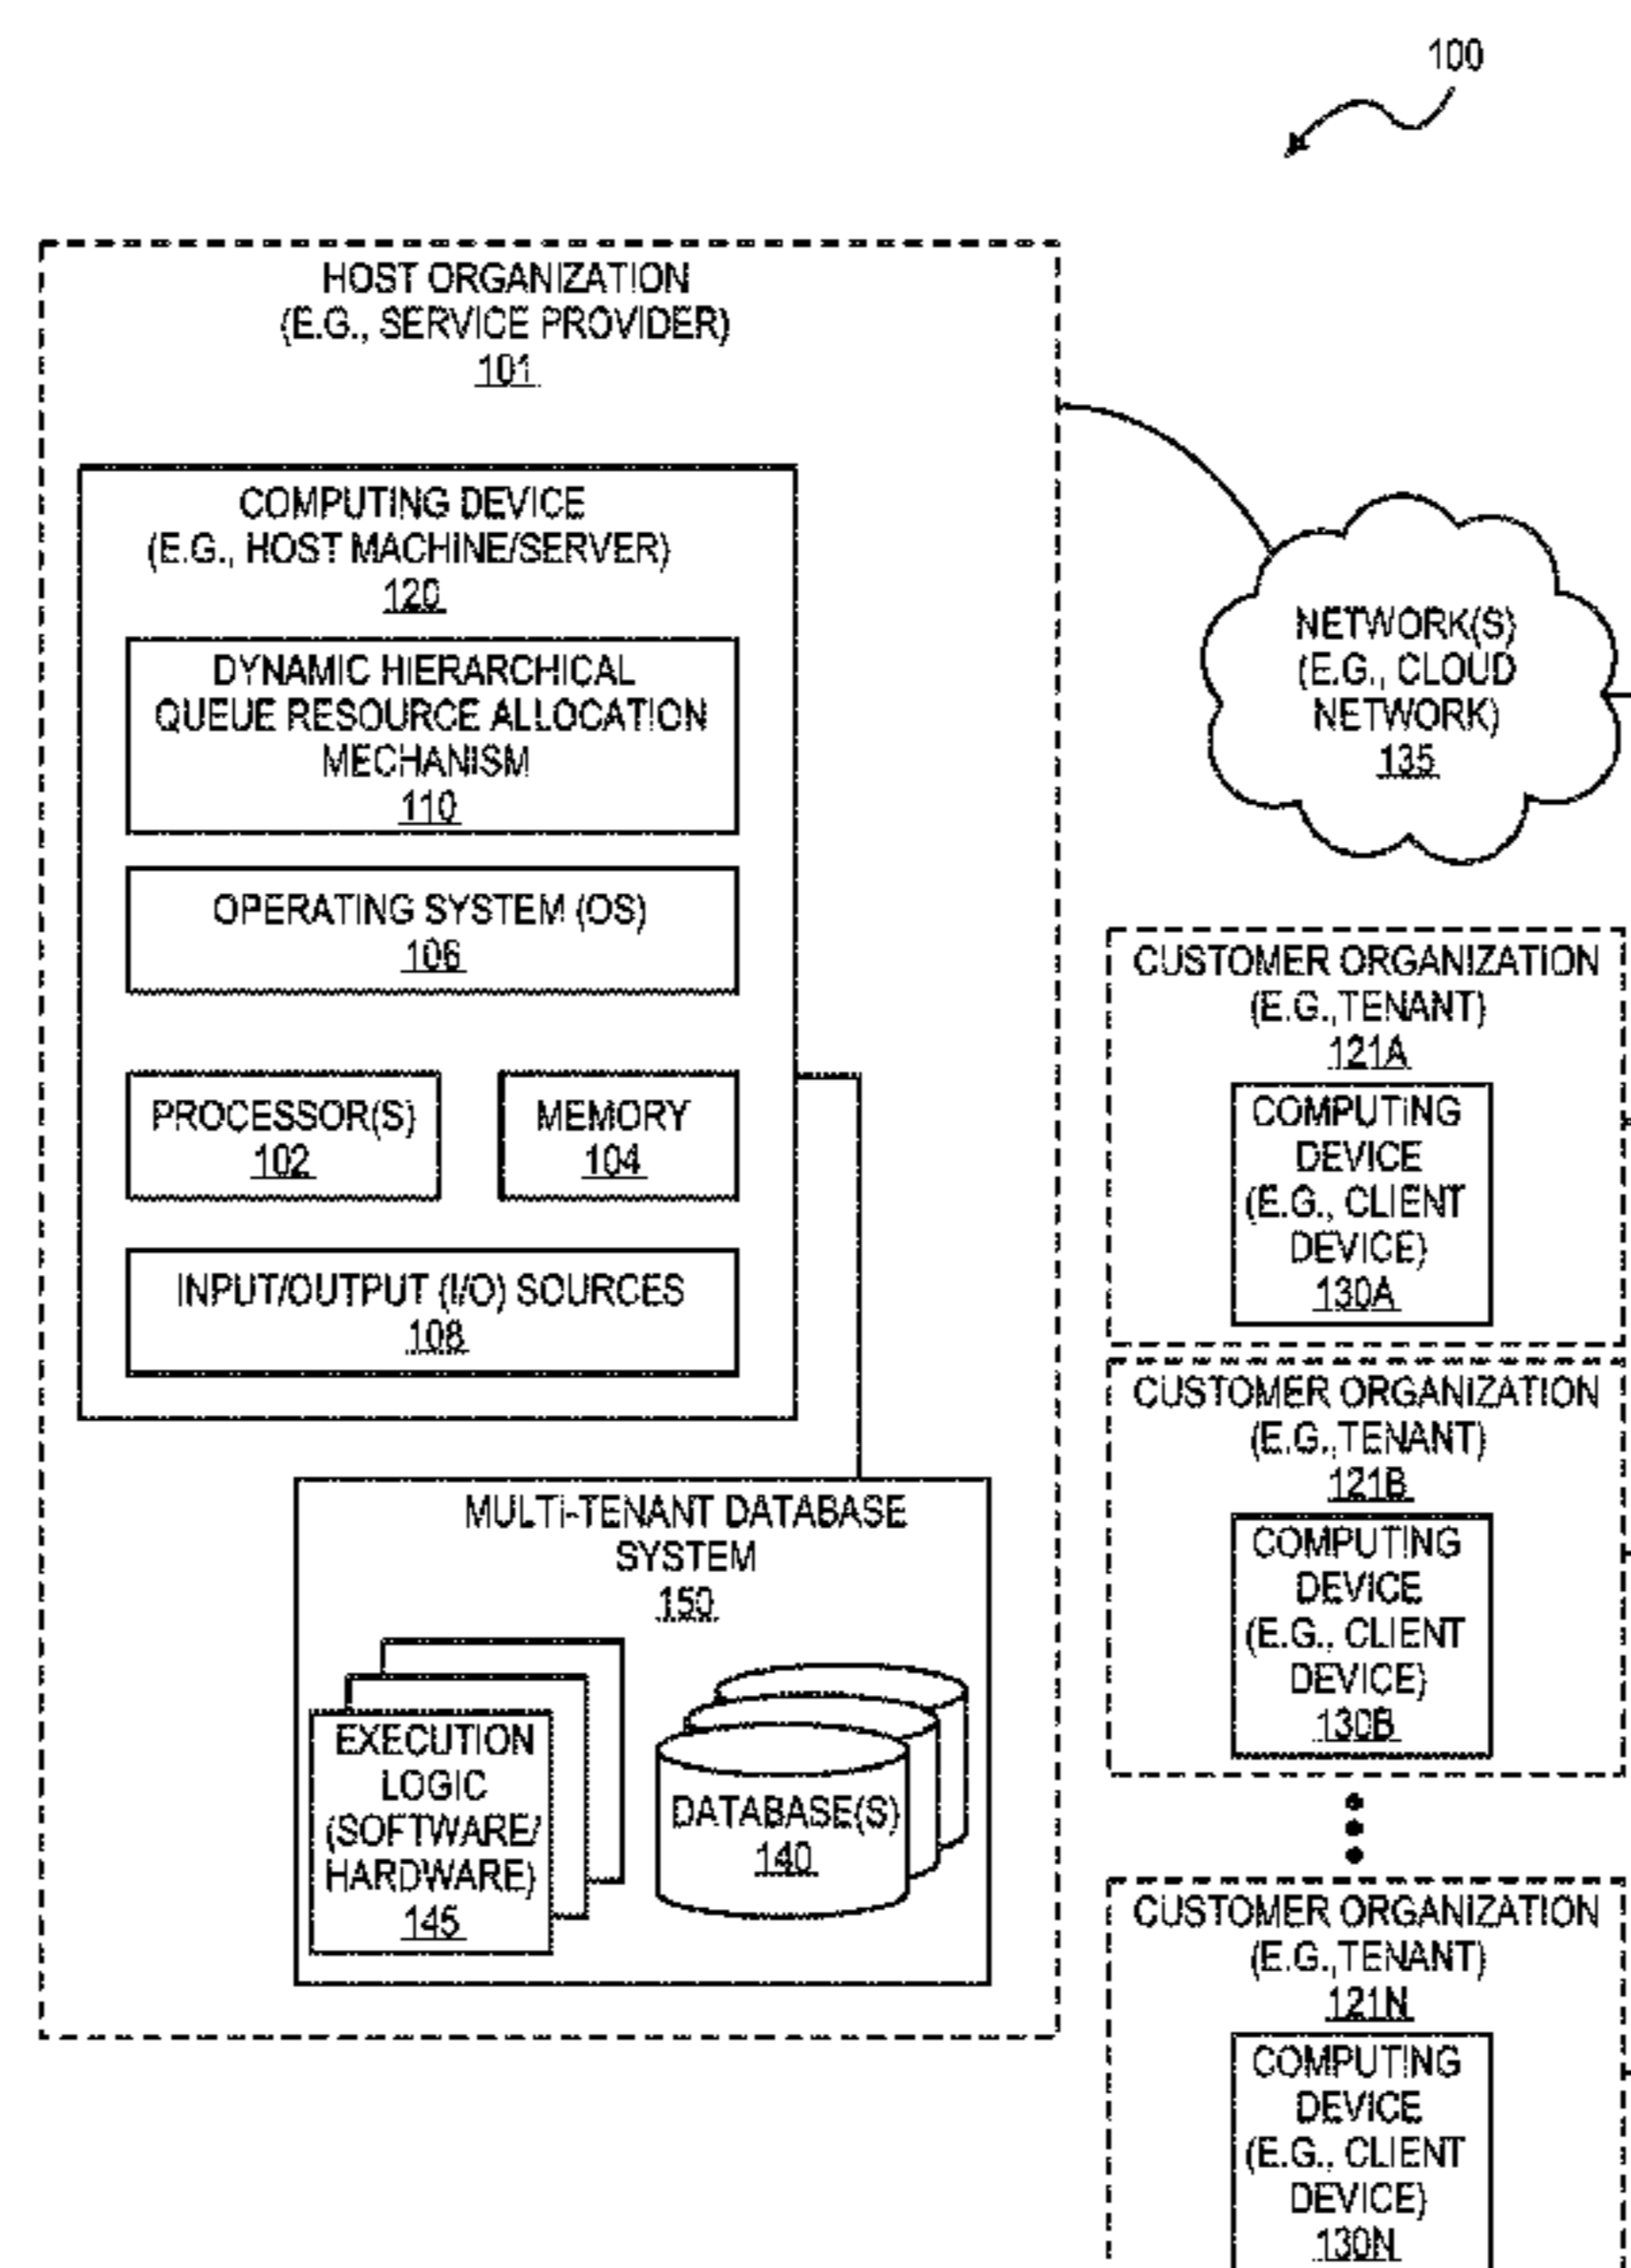 100
HOST ORGANIZATION
(E.G., SERVICE PROVIDER)
101
COMPUTING DEVICE
(E.G., HOST MACHINE/SERVER)
120
DYNAMIC HIERARCHICAL
QUEUE RESOURCE ALLOCATION
MECHANISM
110
OPERATING SYSTEM (OS)
106
PROCESSOR(S)
102
MEMORY
104
INPUT/OUTPUT (I/O) SOURCES
108
MULTI-TENANT DATABASE
SYSTEM
150
EXECUTION
LOGIC
(SOFTWARE/
HARDWARE)
145
DATABASE(S)
140
NETWORK(S)
(E.G., CLOUD
NETWORK)
135
CUSTOMER ORGANIZATION
(E.G.,TENANT)
121A
COMPUTING
DEVICE
(E.G., CLIENT
DEVICE)
130A
CUSTOMER ORGANIZATION
(E.G.,TENANT)
121B
COMPUTING
DEVICE
(E.G., CLIENT
DEVICE)
130B
CUSTOMER ORGANIZATION
(E.G.,TENANT)
121N
COMPUTING
DEVICE
(E.G., CLIENT
DEVICE)
130N